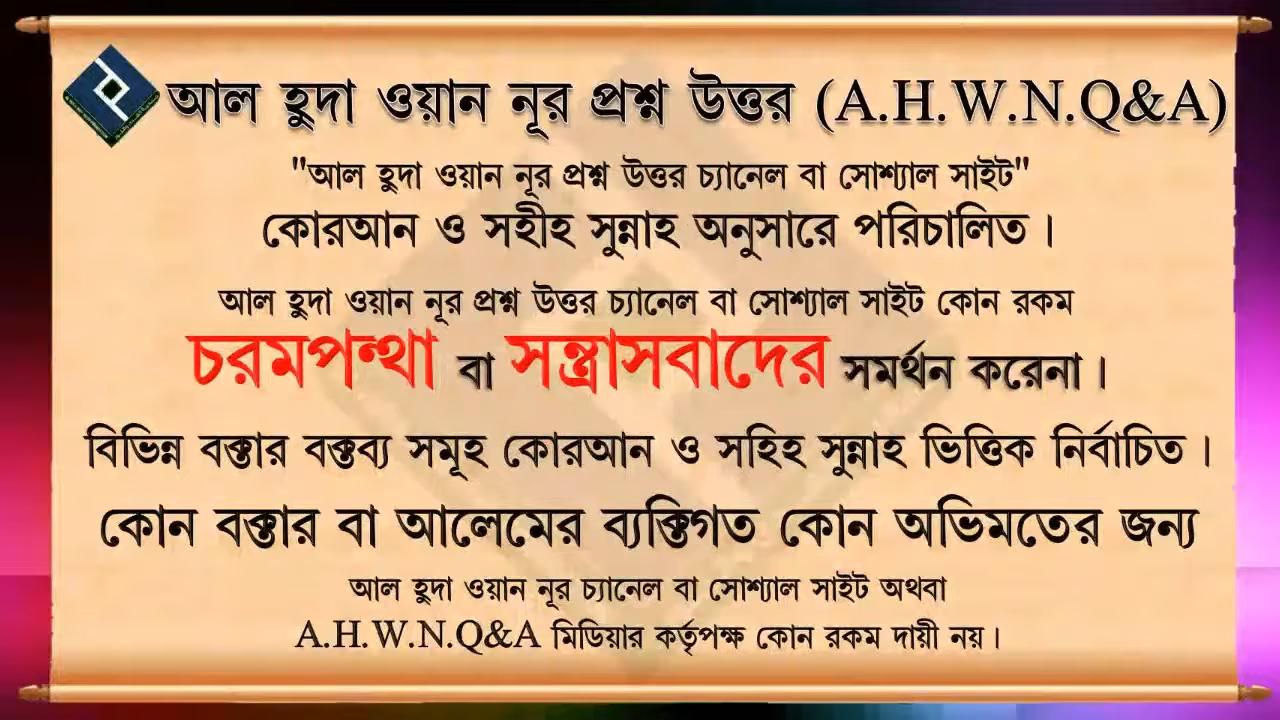 আল হুদা ওয়ান নূর প্রশ্ন উত্তর (A.H.W.N.Q&A)
"আল হুদা ওয়ান নূর প্রশ্ন উত্তর চ্যানেল বা সোশ্যাল সাইট"
কোরআন ও সহীহ সুন্নাহ অনুসারে পরিচালিত।
আল হুদা ওয়ান নূর প্রশ্ন উত্তর চ্যানেল বা সোশ্যাল সাইট কোন রকম
চরমপন্থা বা সন্ত্রাসবাদের সমর্থন করেনা।
বিভিন্ন বক্তার বক্তব্য সমূহ কোরআন ও সহিহ সুন্নাহ ভিত্তিক নির্বাচিত।
কোন বক্তার বা আলেমের ব্যক্তিগত কোন অভিমতের জন্য
আল হুদা ওয়ান নূর চ্যানেল বা সোশ্যাল সাইট অথবা
A.H.W.N.Q&A মিডিয়ার কর্তৃপক্ষ কোন রকম দায়ী নয়।